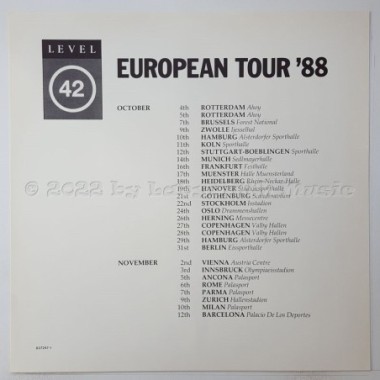 LEVEL
42
EUROPEAN TOUR '88
OCTOBER 4th ROTTERDAM Ahoy
5th ROTTERDAM Ahoy
7th BRUSSELS Forest National
9th ZWOLLE Ijsselhal
10th HAMBURG Alsterdorfer Sporthalle
11th KOLN Sporthalle
12th STUTTGART-BOEBLINGEN Sporthalle
14th MUNICH Sedlmayerhalle
16th FRANKFURT Festhalle
17th MUENSTER Halle Muensterland
18th HEIDELBERG Rhein-Neckar-Halle
HANOVER
21st GOTHENBURG Scandinavium
22nd STOCKHOLM Isstadion
24th OSLO Drammenshallen
26th HERNING Messecentre
27th COPENHAGEN Valby Hallen
28th COPENHAGEN Valby Hallen
29th HAMBURG Alsterdorfer Sporthalle
31st BERLIN Eissporthalle
NOVEMBER 2nd VIENNA Austria Centre
3rd INNSBRUCK Olympiaeisstadion
5th ANCONA Palasport
6th ROME Palasport
7th PARMA Palasport
9th ZURICH Hallenstadion
10th MILAN Palasport
12th BARCELONA Palacio De Los Deportes
© 2022 by